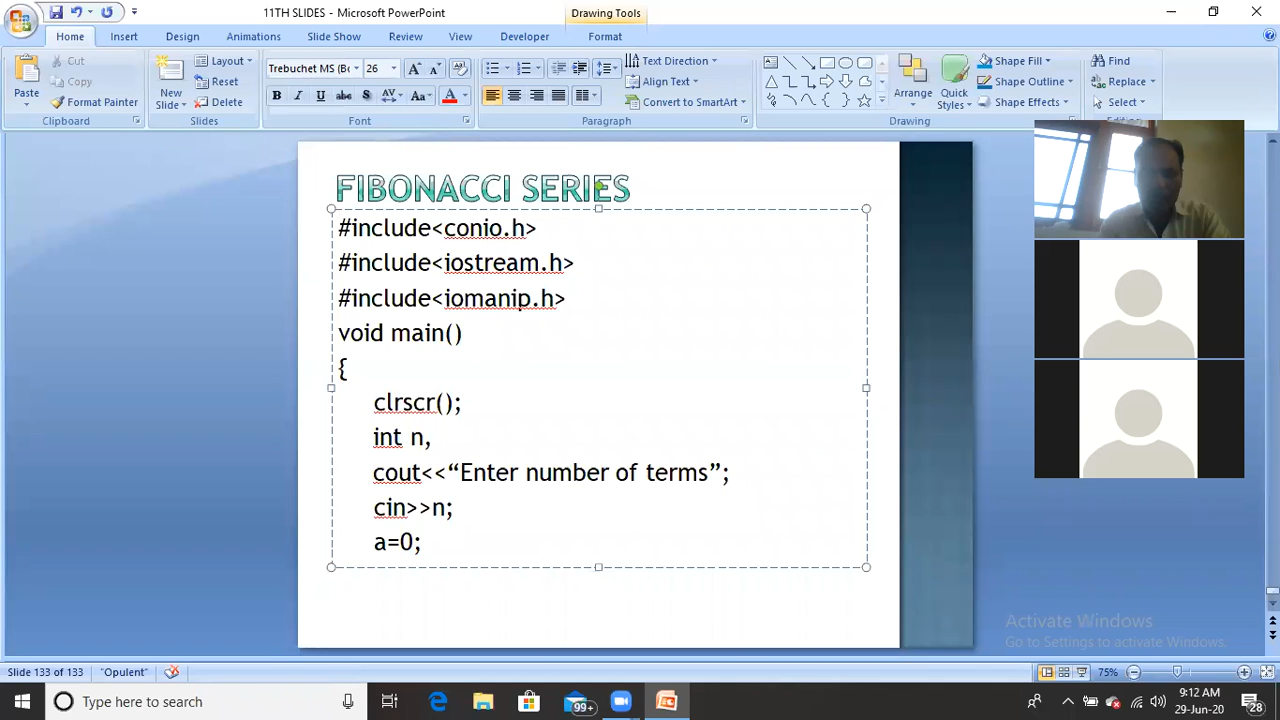 11TH SLIDES - Microsoft PowerPoint
Drawing Tools
Home Insert Design Animations Slide Show Review View Developer Format
Paste
Cut
Copy
Format Painter
Clipboard
New Slide
Layout
Reset
Delete
Slides
Trebuchet MS (Bo 26
B I U abc S AV Aa A
Font
Text Direction
Align Text
Convert to SmartArt
Paragraph
Arrange
Quick Styles
Shape Fill
Shape Outline
Shape Effects
Drawing
Find
Replace
Select
FIBONACCI SERIES
#include<conio.h>
#include<iostream.h>
#include<iomanip.h>
void main()
{
clrscr();
int n,
cout<<“Enter number of terms”;
cin>>n;
a=0;
Activate Windows
Go to Settings to activate Windows.
Slide 133 of 133 "Opulent" 75%
Type here to search
99+
9:12 AM
29-Jun-20
28